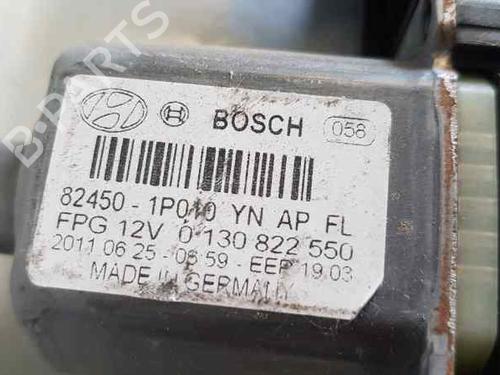 BOSCH 058
82450 - 1P010 YN AP FL
FPG 12V 0 130 822 550
2011.06.25 - 06:59 - EEP 19.03
MADE IN GERMANY
B-PARTS